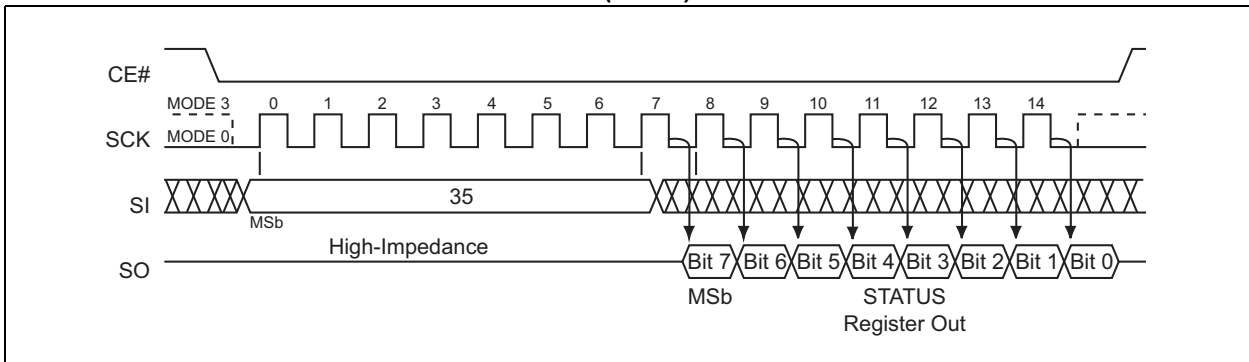 CE#
MODE 3 0 1 2 3 4 5 6 7 8 9 10 11 12 13 14
SCK MODE 0
SI 35
MSb
High-Impedance
SO Bit 7 Bit 6 Bit 5 Bit 4 Bit 3 Bit 2 Bit 1 Bit 0
MSb STATUS
Register Out